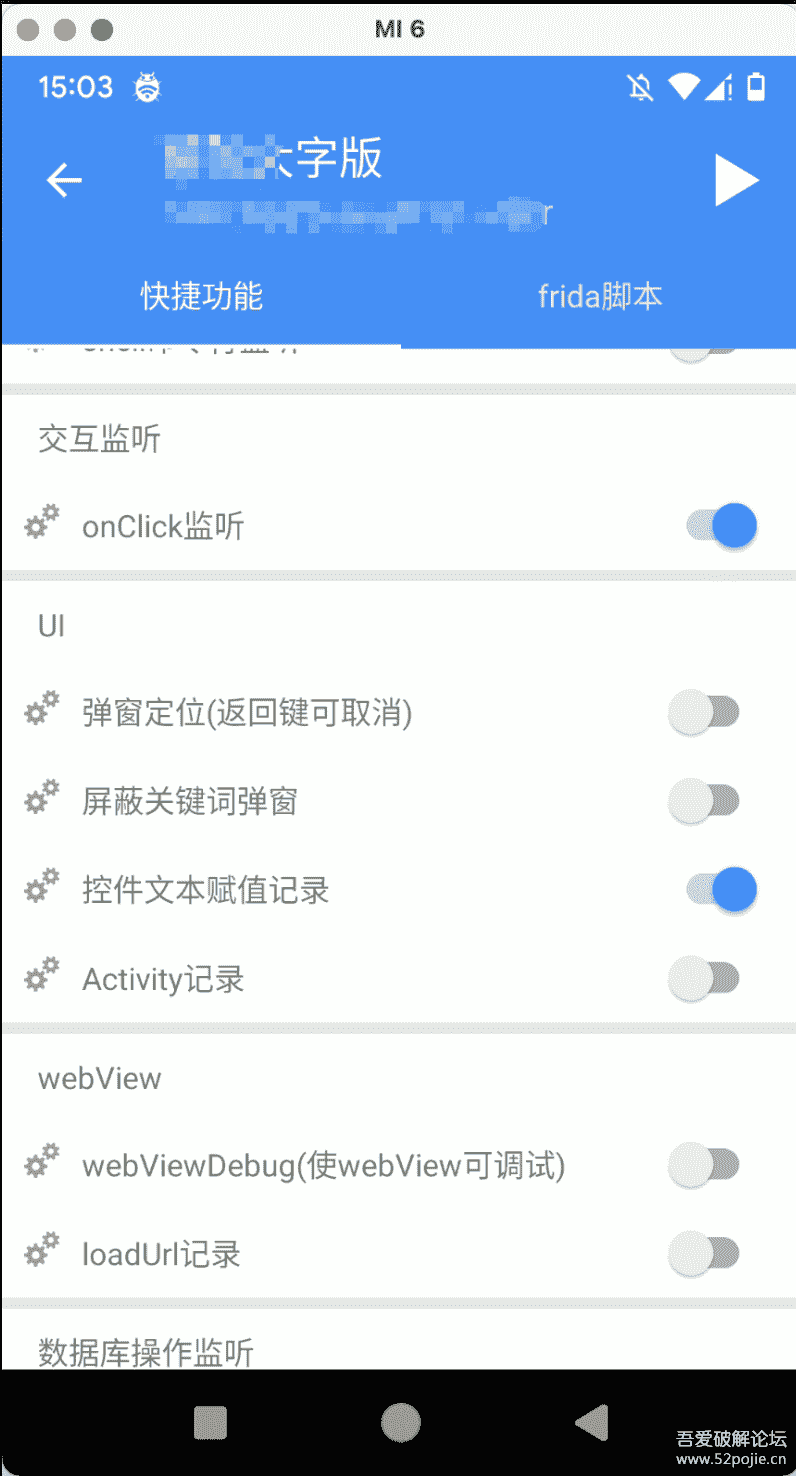 MI 6
15:03
大字版
快捷功能
frida脚本
交互监听
onClick监听
UI
弹窗定位(返回键可取消)
屏蔽关键词弹窗
控件文本赋值记录
Activity记录
webView
webViewDebug(使webView可调试)
loadUrl记录
数据库操作监听
吾爱破解论坛
www.52pojie.cn